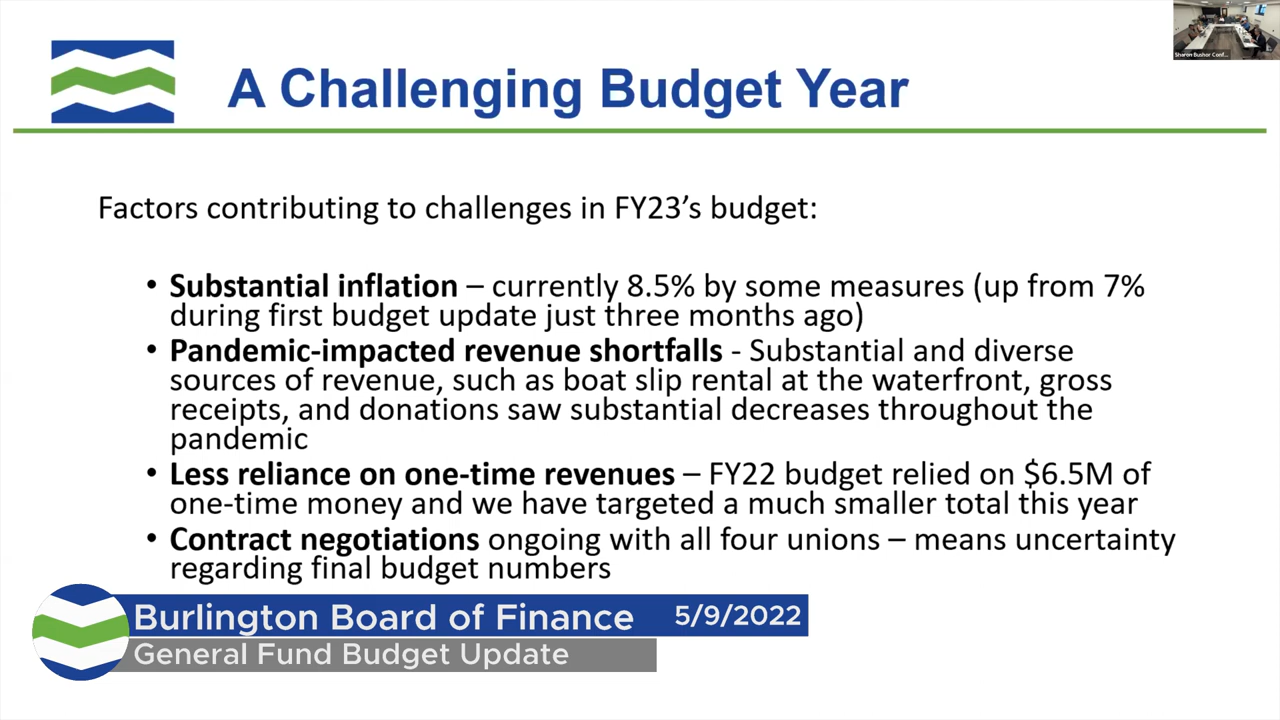 Sharon Bushor Conf...
A Challenging Budget Year
Factors contributing to challenges in FY23’s budget:
• Substantial inflation – currently 8.5% by some measures (up from 7%
during first budget update just three months ago)
• Pandemic-impacted revenue shortfalls - Substantial and diverse
sources of revenue, such as boat slip rental at the waterfront, gross
receipts, and donations saw substantial decreases throughout the
pandemic
• Less reliance on one-time revenues – FY22 budget relied on $6.5M of
one-time money and we have targeted a much smaller total this year
• Contract negotiations ongoing with all four unions – means uncertainty
regarding final budget numbers
Burlington Board of Finance 5/9/2022
General Fund Budget Update